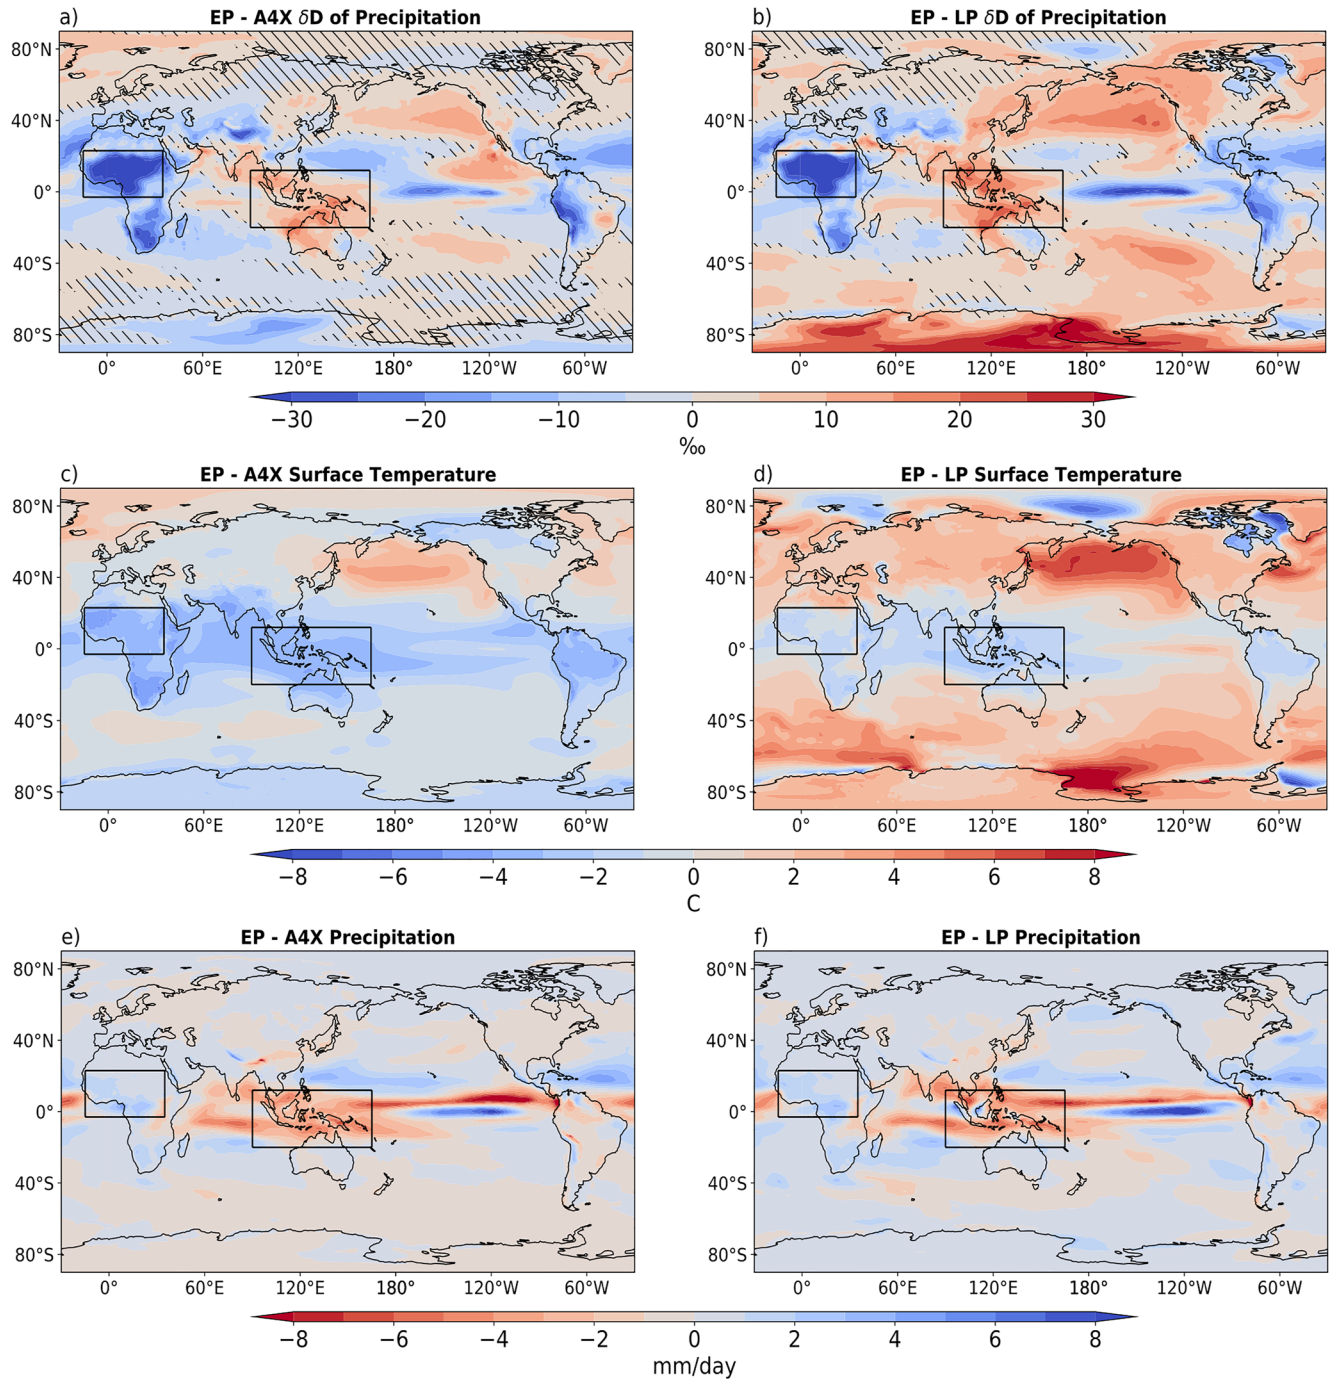 a) EP - A4X δD of Precipitation
b) EP - LP δD of Precipitation
80°N
40°N
0°
40°S
80°S
0° 60°E 120°E 180° 120°W 60°W
80°N
40°N
0°
40°S
80°S
0° 60°E 120°E 180° 120°W 60°W
−30 −20 −10 0 10 20 30
‰
c) EP - A4X Surface Temperature
d) EP - LP Surface Temperature
80°N
40°N
0°
40°S
80°S
0° 60°E 120°E 180° 120°W 60°W
80°N
40°N
0°
40°S
80°S
0° 60°E 120°E 180° 120°W 60°W
−8 −6 −4 −2 0 2 4 6 8
C
e) EP - A4X Precipitation
f) EP - LP Precipitation
80°N
40°N
0°
40°S
80°S
0° 60°E 120°E 180° 120°W 60°W
80°N
40°N
0°
40°S
80°S
0° 60°E 120°E 180° 120°W 60°W
−8 −6 −4 −2 0 2 4 6 8
mm/day